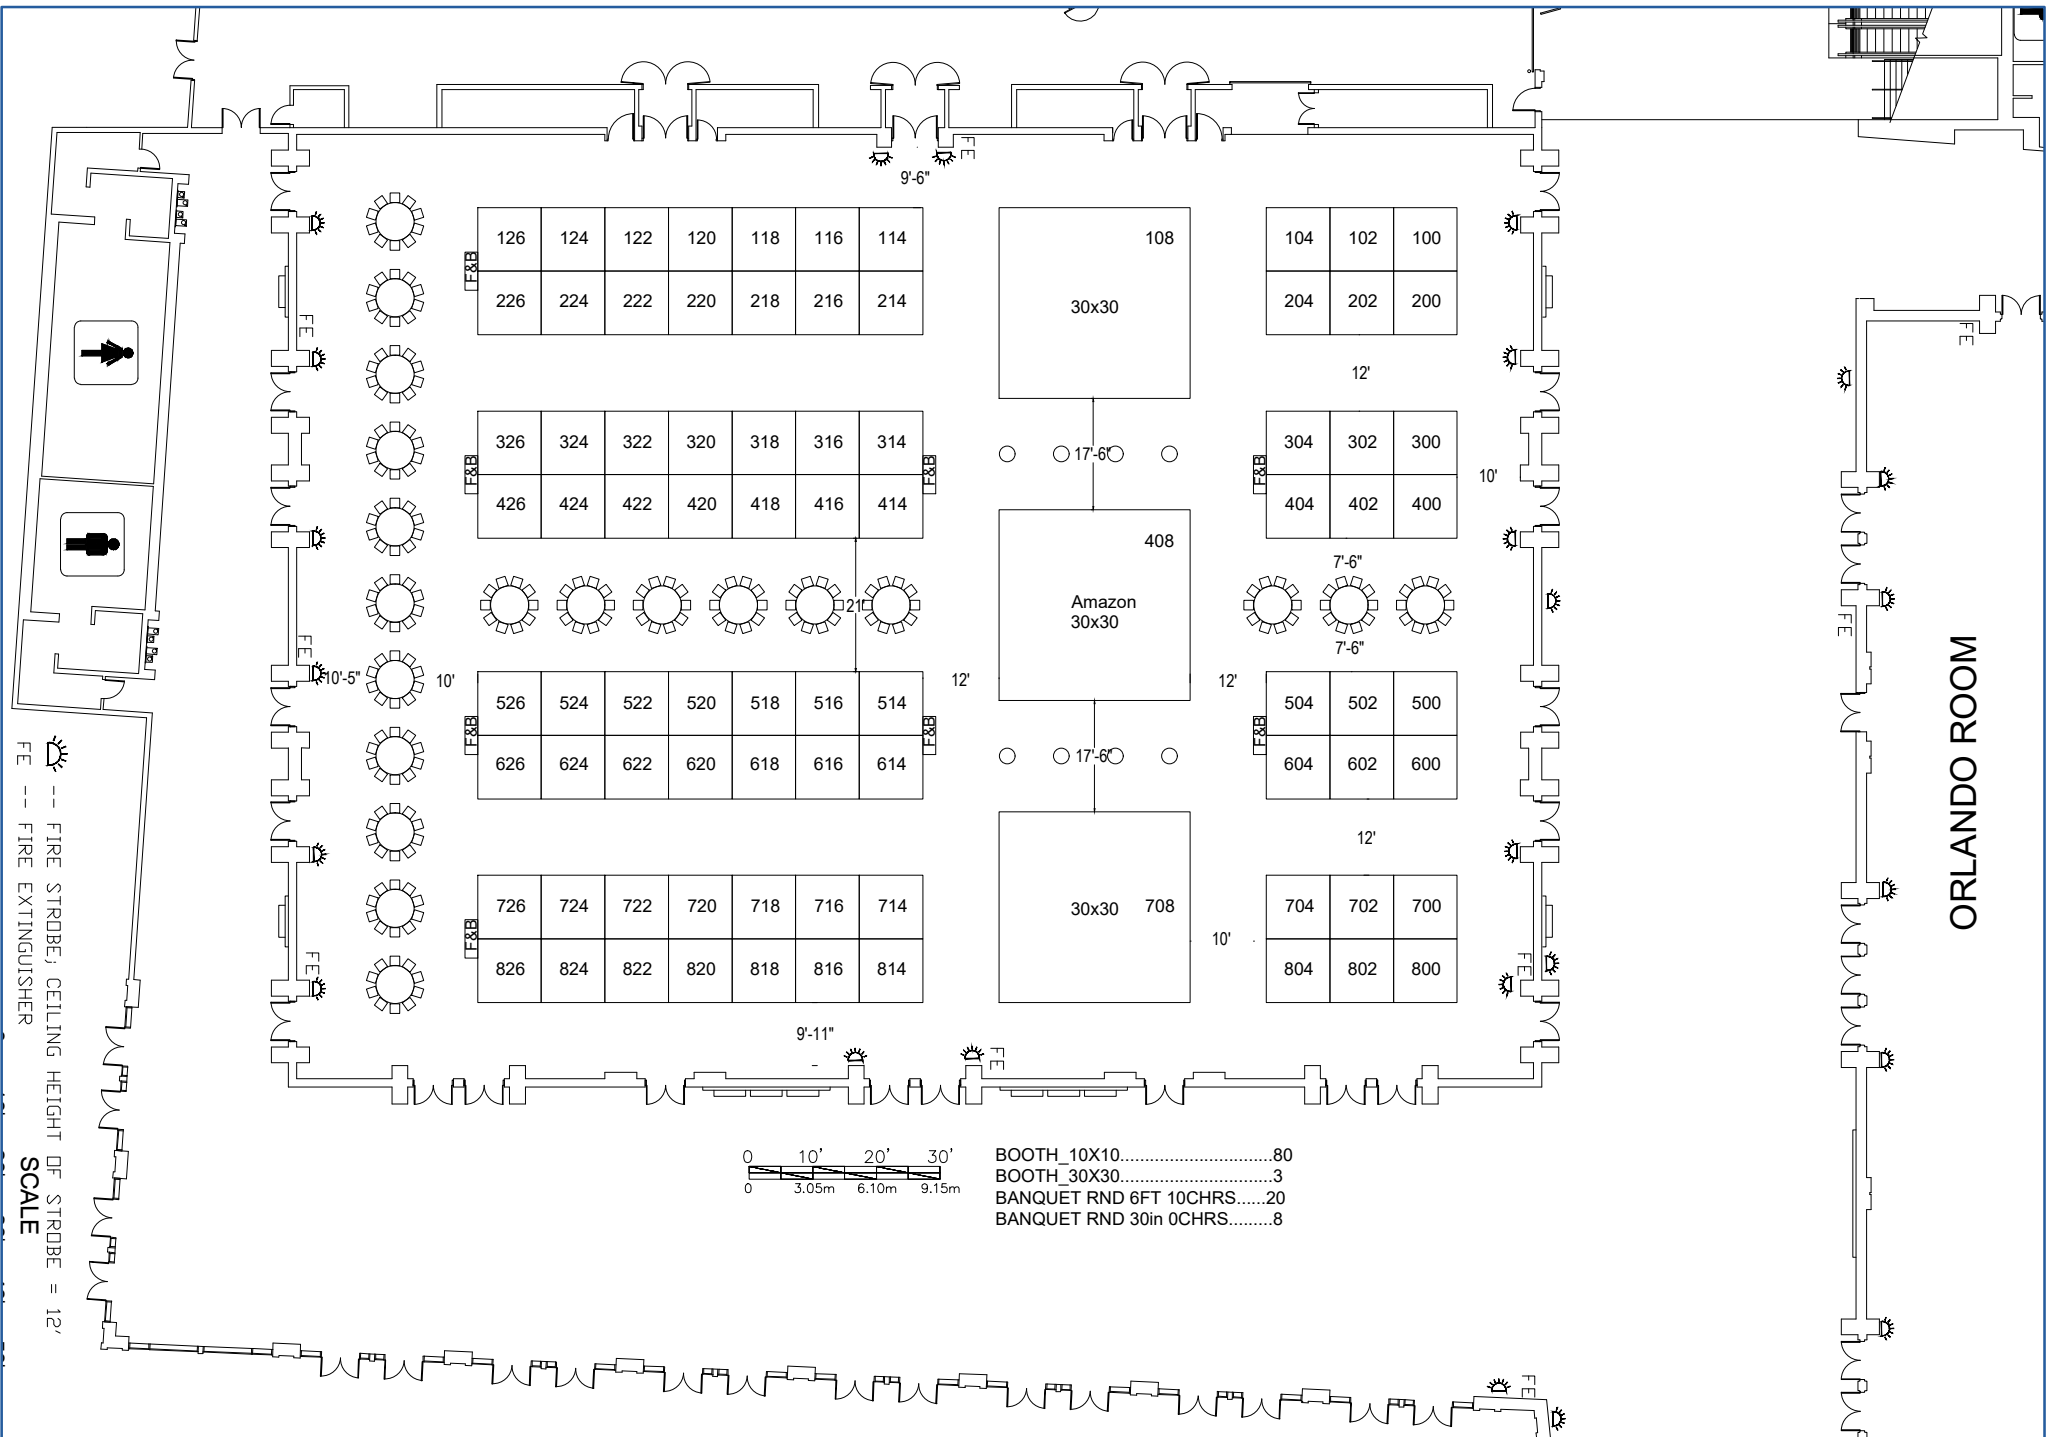 FE
9'-6"
126 124 122 120 118 116 114
108
104 102 100
F&B
226 224 222 220 218 216 214
30x30
204 202 200
FE
FE
12'
326 324 322 320 318 316 314
304 302 300
17'-6"
F&B
F&B
F&B
10'
426 424 422 420 418 416 414
404 402 400
408
7'-6"
Amazon
30x30
21'
FE
FE
7'-6"
10'-5"
10'
12'
12'
526 524 522 520 518 516 514
504 502 500
F&B
F&B
F&B
17'-6"
626 624 622 620 618 616 614
604 602 600
12'
726 724 722 720 718 716 714
30x30 708
704 702 700
F&B
10'
FE
FE
826 824 822 820 818 816 814
804 802 800
9'-11"
FE
ORLANDO ROOM
-- FIRE STROBE; CEILING HEIGHT OF STROBE = 12'
FE -- FIRE EXTINGUISHER
SCALE
0 10' 20' 30'
0 3.05m 6.10m 9.15m
BOOTH_10X10.............................80
BOOTH_30X30.............................3
BANQUET RND 6FT 10CHRS......20
BANQUET RND 30in 0CHRS.........8
FE